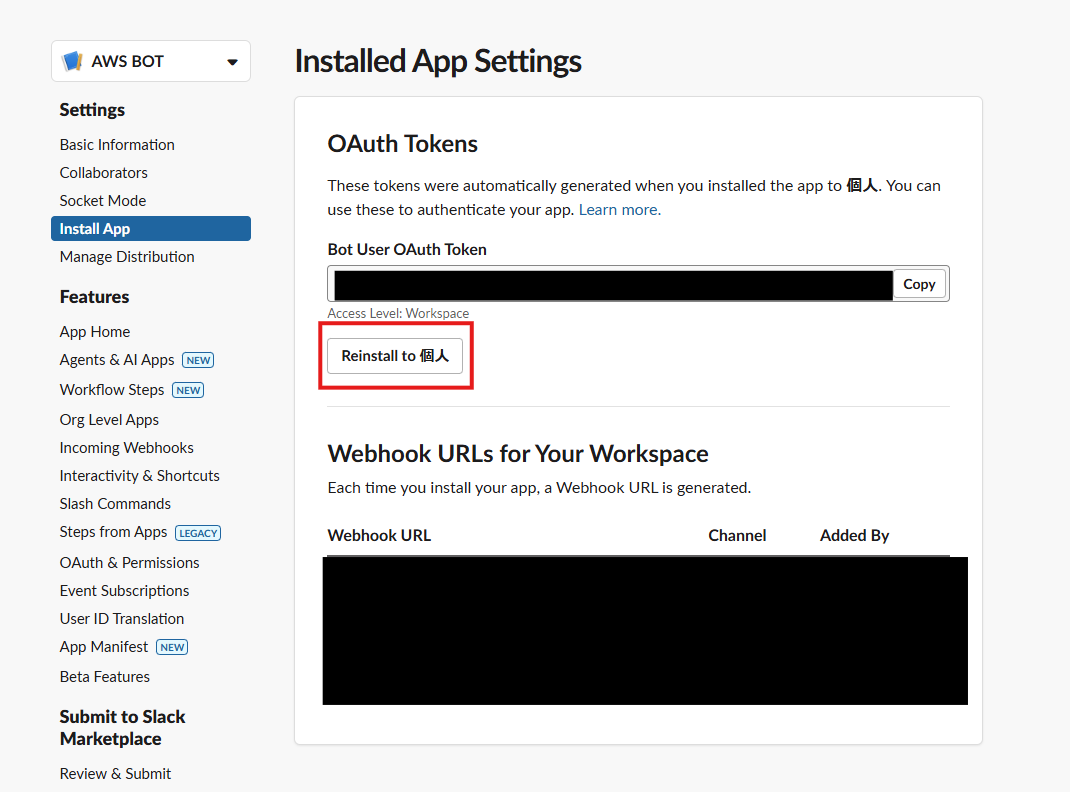 AWS BOT
Settings
Basic Information
Collaborators
Socket Mode
Install App
Manage Distribution
Features
App Home
Agents & AI Apps NEW
Workflow Steps NEW
Org Level Apps
Incoming Webhooks
Interactivity & Shortcuts
Slash Commands
Steps from Apps LEGACY
OAuth & Permissions
Event Subscriptions
User ID Translation
App Manifest NEW
Beta Features
Submit to Slack
Marketplace
Review & Submit
Installed App Settings
OAuth Tokens
These tokens were automatically generated when you installed the app to 個人. You can
use these to authenticate your app. Learn more.
Bot User OAuth Token
Copy
Access Level: Workspace
Reinstall to 個人
Webhook URLs for Your Workspace
Each time you install your app, a Webhook URL is generated.
Webhook URL Channel Added By